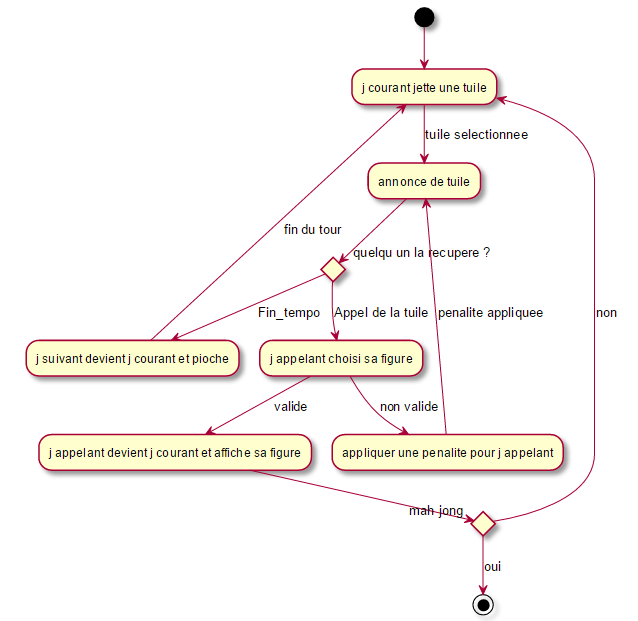 j courant jette une tuile
tuile selectionnee
annonce de tuile
fin du tour
quelqu un la recupere ?
Fin_tempo
Appel de la tuile
penalite appliquee
non
j suivant devient j courant et pioche
j appelant choisi sa figure
valide
non valide
j appelant devient j courant et affiche sa figure
appliquer une penalite pour j appelant
mah jong
oui